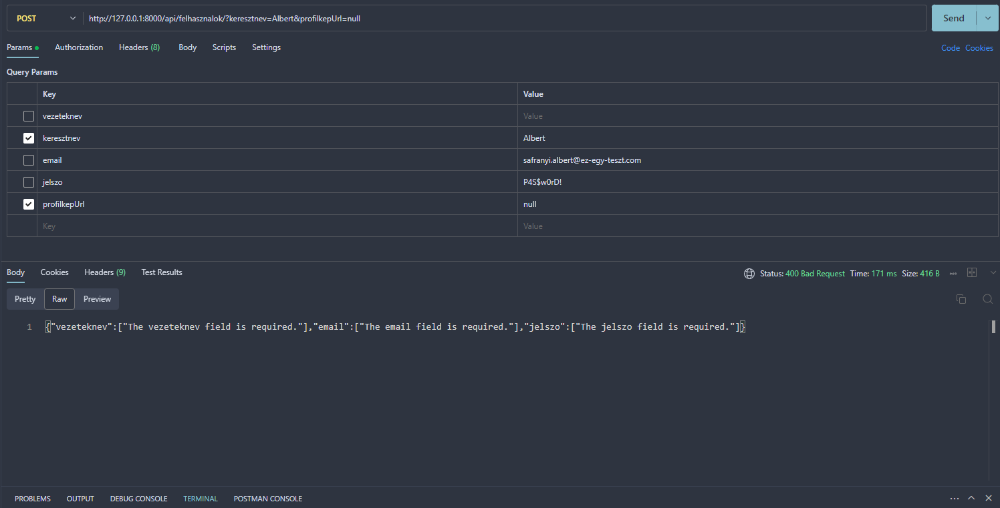 POST http://127.0.0.1:8000/api/felhasznalok/?keresztnev=Albert&profilkepUrl=null Send
Params Authorization Headers (8) Body Scripts Settings Code Cookies
Query Params
Key Value
vezeteknev Value
keresztnev Albert
email safranyi.albert@ez-egy-teszt.com
jelszo P4S$w0rD!
profilkepUrl null
Key Value
Body Cookies Headers (9) Test Results Status: 400 Bad Request Time: 171 ms Size: 416 B
Pretty Raw Preview
1 {"vezeteknev":["The vezeteknev field is required."],"email":["The email field is required."],"jelszo":["The jelszo field is required."]}
PROBLEMS OUTPUT DEBUG CONSOLE TERMINAL POSTMAN CONSOLE